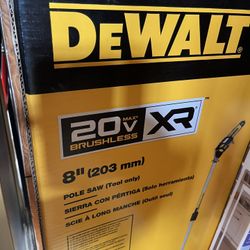 DEWALT
20V MAX* XR
BRUSHLESS
8" (203 mm)
POLE SAW (Tool only)
SIERRA CON PÉRTIGA (Solo herramienta)
SCIE À LONG MANCHE (Outil seul)